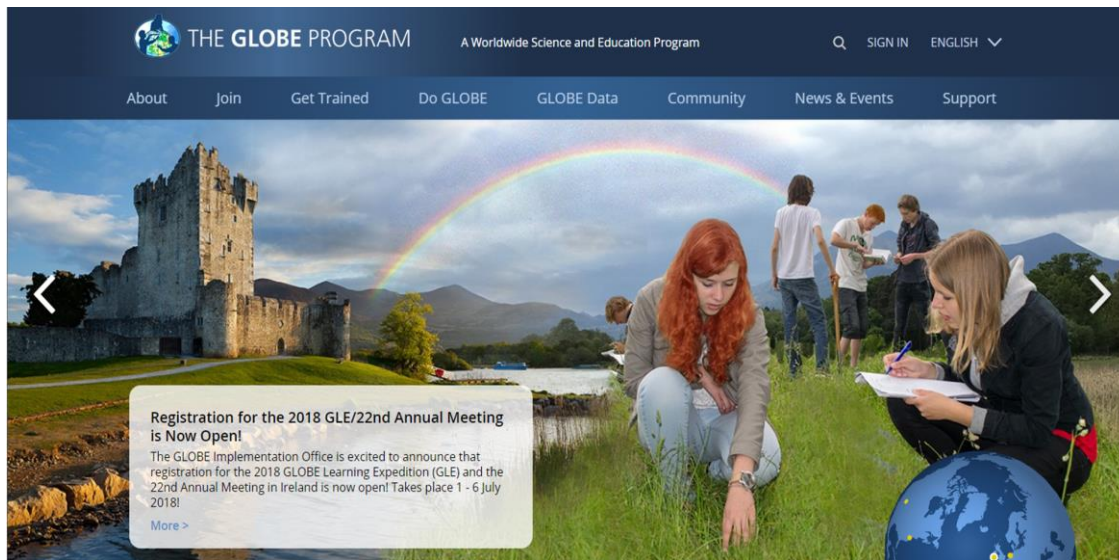 THE GLOBE PROGRAM
A Worldwide Science and Education Program
SIGN IN
ENGLISH
About
Join
Get Trained
Do GLOBE
GLOBE Data
Community
News & Events
Support
Registration for the 2018 GLE/22nd Annual Meeting
is Now Open!
The GLOBE Implementation Office is excited to announce that
registration for the 2018 GLOBE Learning Expedition (GLE) and the
22nd Annual Meeting in Ireland is now open! Takes place 1 - 6 July
2018!
More >